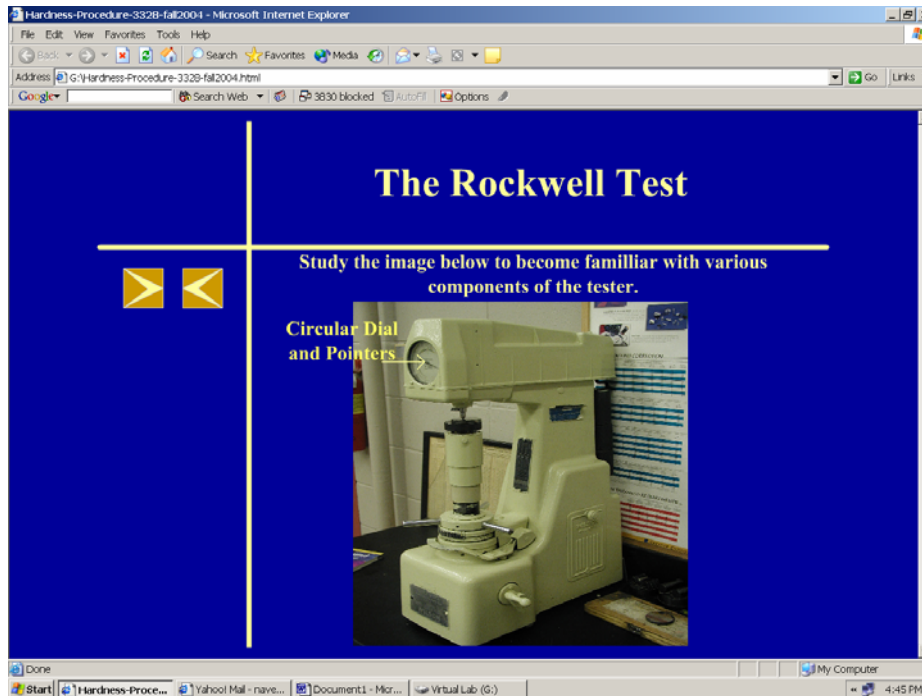 Hardness-Procedure-332B-fall2004 - Microsoft Internet Explorer
File Edit View Favorites Tools Help
Back Search Favorites Media
Address G:\Hardness-Procedure-332B-fall2004.html Go Links
Google Search Web 3830 blocked AutoFill Options
The Rockwell Test
Study the image below to become familliar with various
components of the tester.
Circular Dial
and Pointers
Done My Computer
Start Hardness-Proce... Yahoo! Mail - nave... Document1 - Micr... Virtual Lab (G:) 4:45 PM